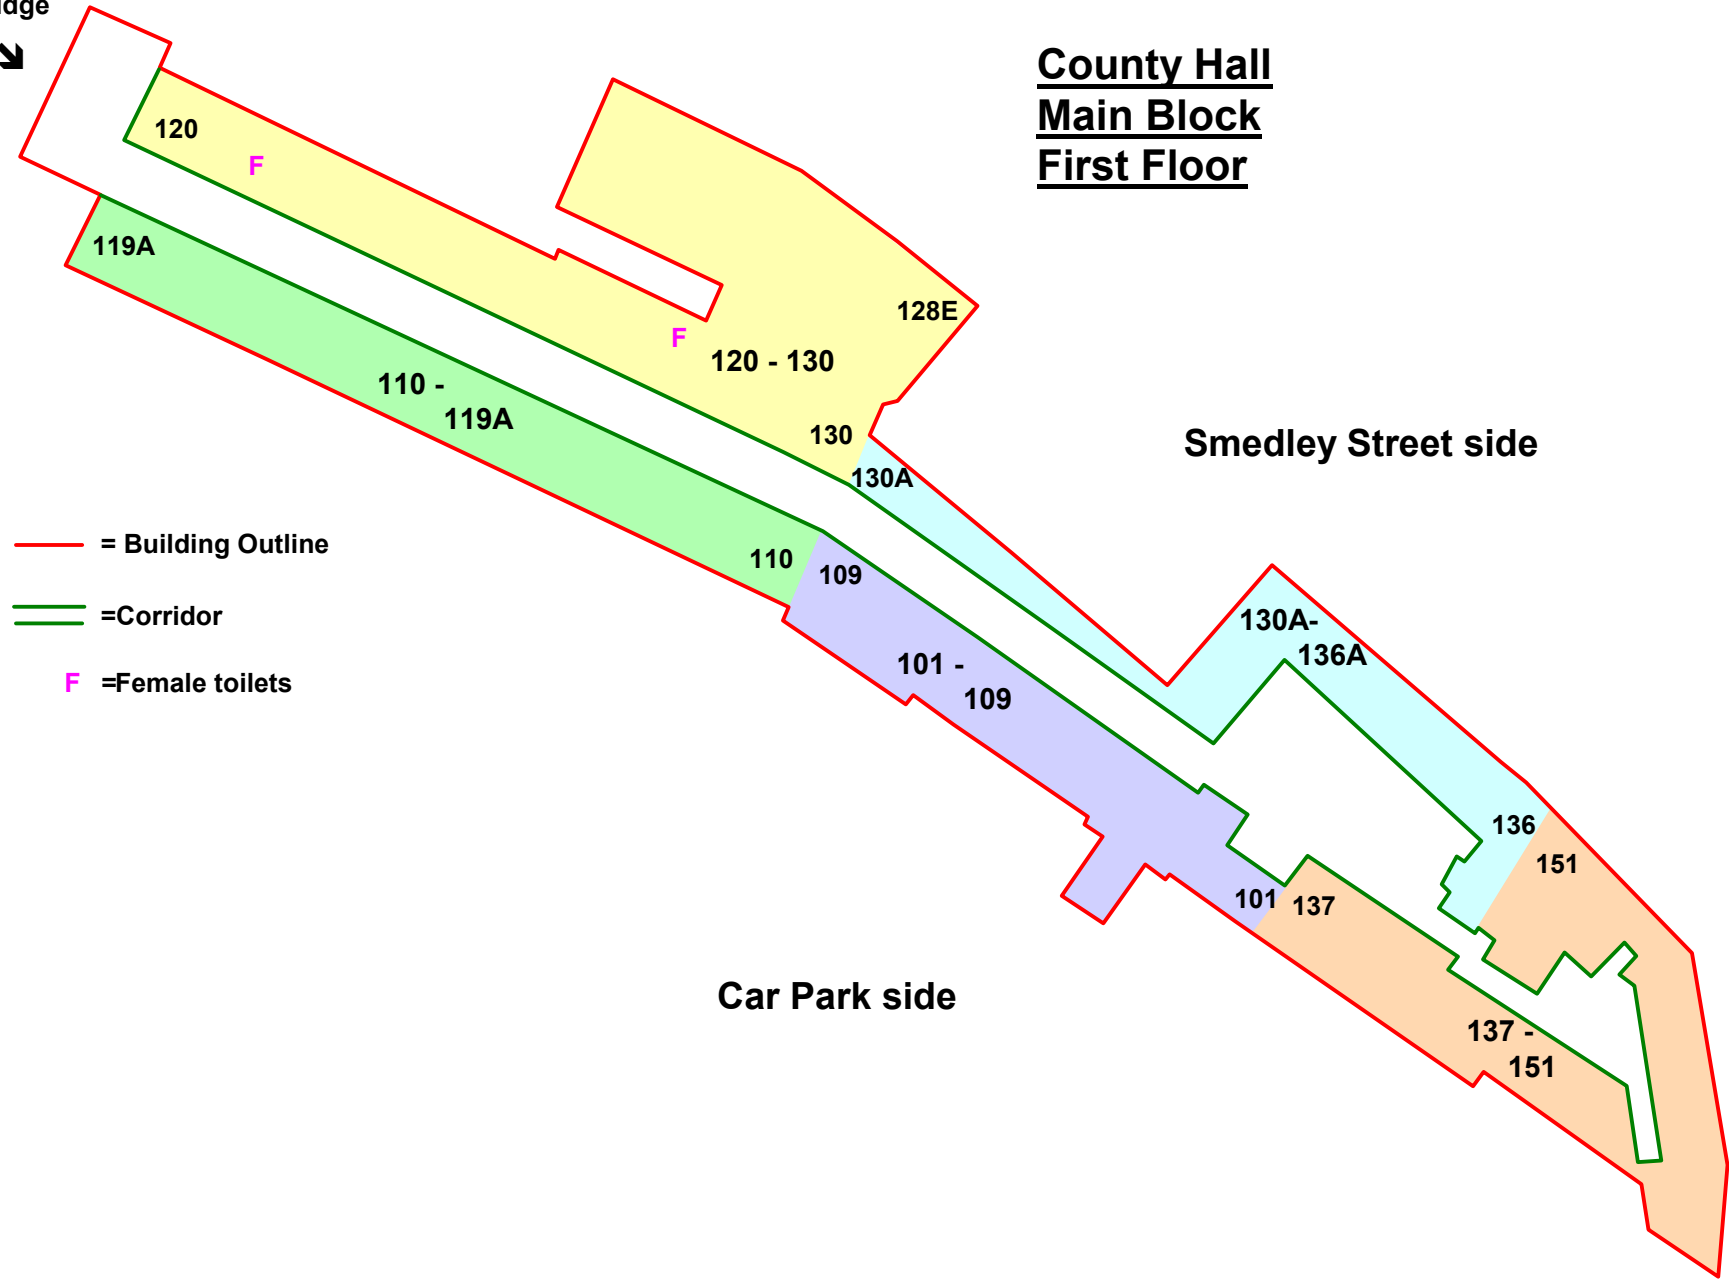 County Hall
Main Block
First Floor
120
F
119A
128E
F
120 - 130
110 -
119A
130
130A
Smedley Street side
= Building Outline
110
109
=Corridor
130A-
136A
101 -
109
F =Female toilets
136
151
101
137
Car Park side
137 -
151